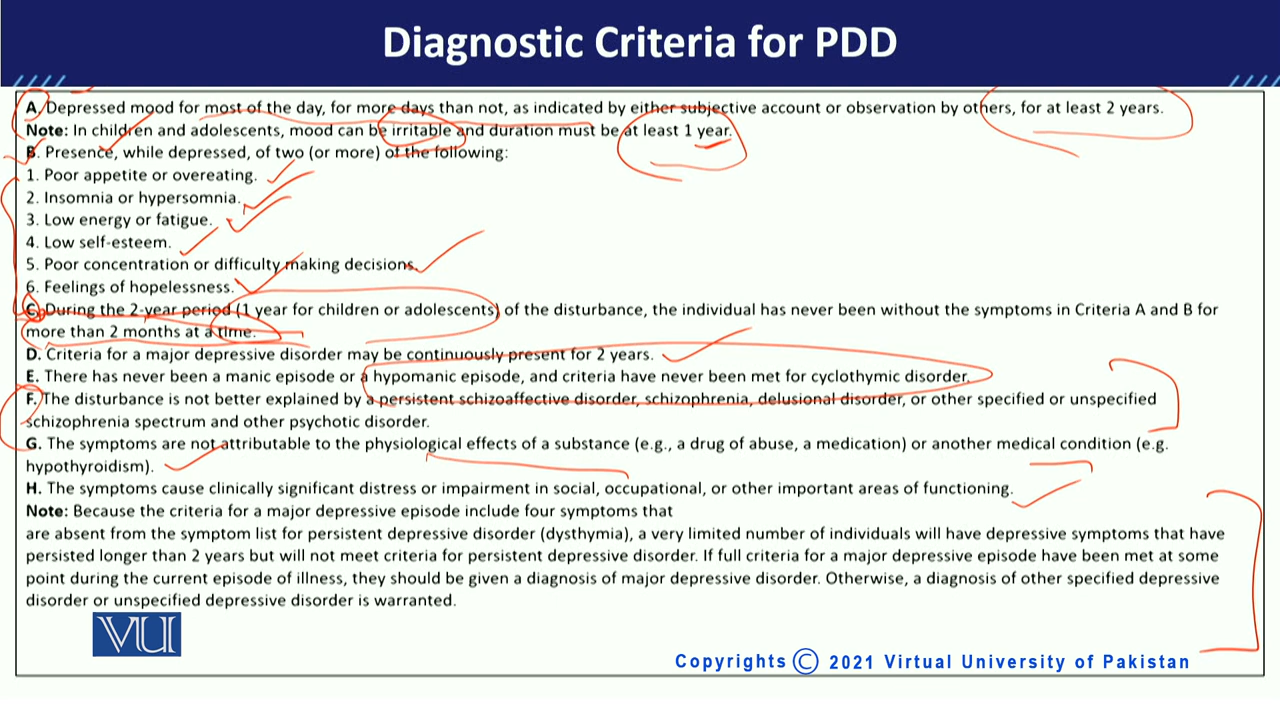 Diagnostic Criteria for PDD
A. Depressed mood for most of the day, for more days than not, as indicated by either subjective account or observation by others, for at least 2 years.
Note: In children and adolescents, mood can be irritable and duration must be at least 1 year.
B. Presence, while depressed, of two (or more) of the following:
1. Poor appetite or overeating.
2. Insomnia or hypersomnia.
3. Low energy or fatigue.
4. Low self-esteem.
5. Poor concentration or difficulty making decisions.
6. Feelings of hopelessness.
C. During the 2-year period (1 year for children or adolescents) of the disturbance, the individual has never been without the symptoms in Criteria A and B for
more than 2 months at a time.
D. Criteria for a major depressive disorder may be continuously present for 2 years.
E. There has never been a manic episode or a hypomanic episode, and criteria have never been met for cyclothymic disorder.
F. The disturbance is not better explained by a persistent schizoaffective disorder, schizophrenia, delusional disorder, or other specified or unspecified
schizophrenia spectrum and other psychotic disorder.
G. The symptoms are not attributable to the physiological effects of a substance (e.g., a drug of abuse, a medication) or another medical condition (e.g.
hypothyroidism).
H. The symptoms cause clinically significant distress or impairment in social, occupational, or other important areas of functioning.
Note: Because the criteria for a major depressive episode include four symptoms that
are absent from the symptom list for persistent depressive disorder (dysthymia), a very limited number of individuals will have depressive symptoms that have
persisted longer than 2 years but will not meet criteria for persistent depressive disorder. If full criteria for a major depressive episode have been met at some
point during the current episode of illness, they should be given a diagnosis of major depressive disorder. Otherwise, a diagnosis of other specified depressive
disorder or unspecified depressive disorder is warranted.
VU
Copyrights © 2021 Virtual University of Pakistan